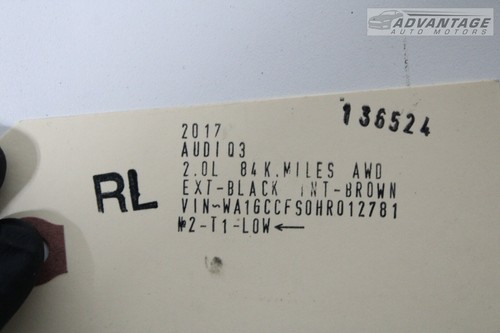 ADVANTAGE
AUTO MOTORS
136524
2017
AUDI Q3
2.0L 84K.MILES AWD
EXT-BLACK INT-BROWN
VIN~WA1GCCFS0HR012781
RL
#2-T1-LOW←